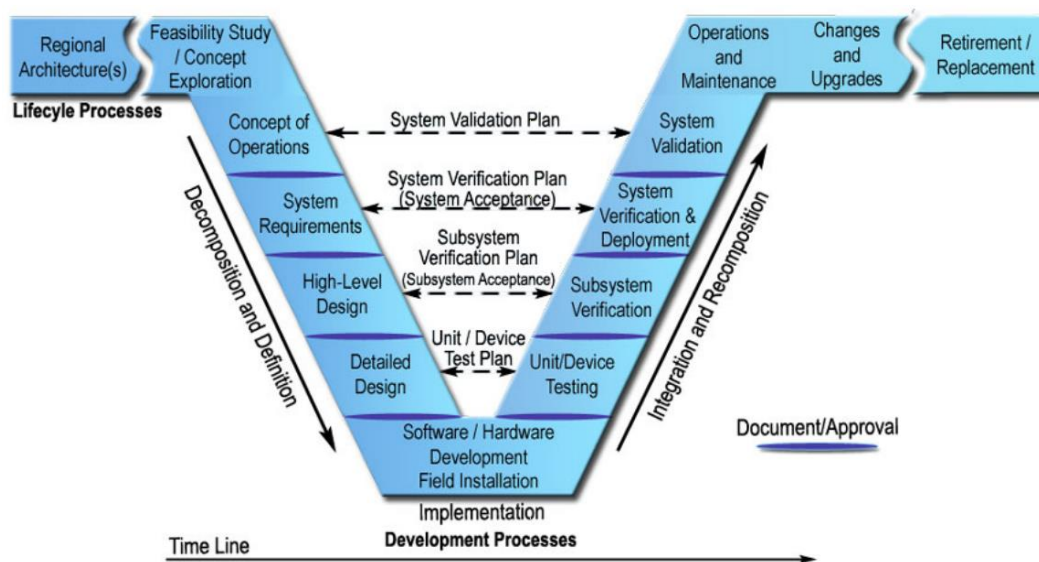 Regional
Architecture(s)
Feasibility Study
/ Concept
Exploration
Operations and
Maintenance
Changes
and
Upgrades
Retirement /
Replacement
Lifecyle Processes
Concept of
Operations
System Validation Plan
System
Validation
System
Requirements
System Verification Plan
(System Acceptance)
System
Verification &
Deployment
High-Level
Design
Subsystem
Verification Plan
(Subsystem Acceptance)
Subsystem
Verification
Detailed
Design
Unit / Device
Test Plan
Unit/Device
Testing
Decomposition and Definition
Integration and Recomposition
Software / Hardware
Development
Field Installation
Document/Approval
Implementation
Development Processes
Time Line